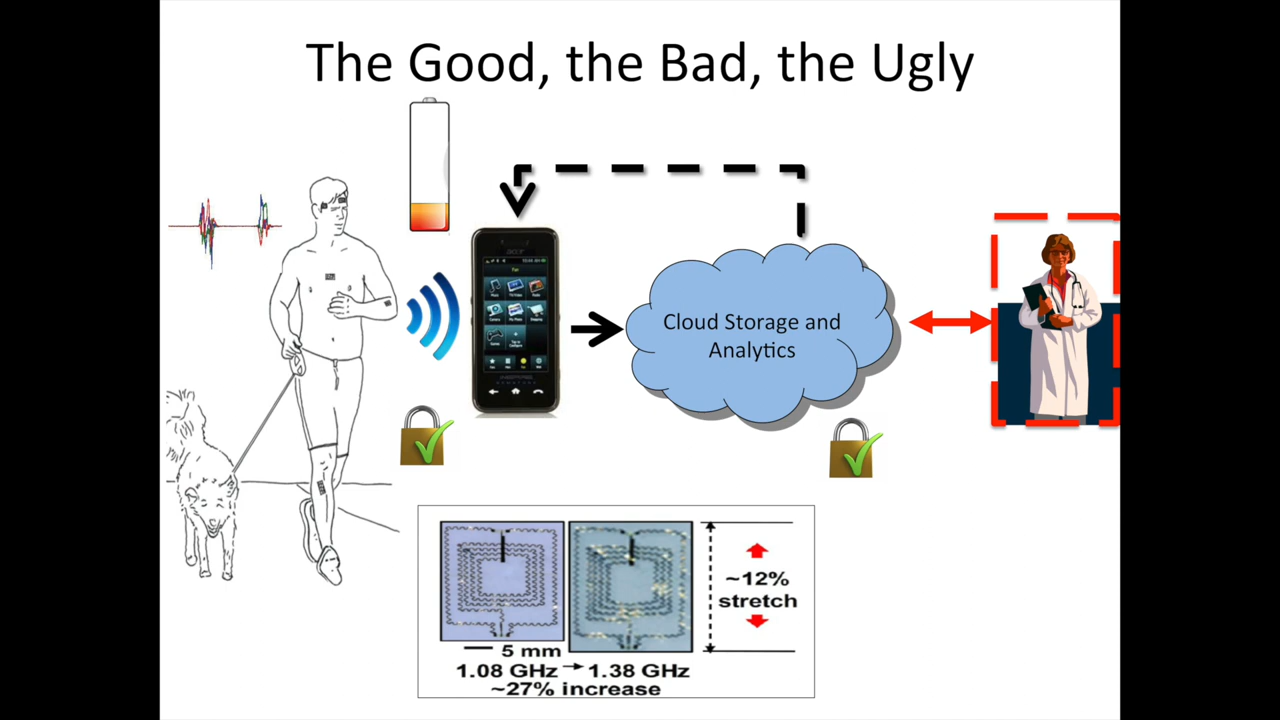 The Good, the Bad, the Ugly
acer
Cloud Storage and
Analytics
~12%
stretch
5 mm
1.08 GHz → 1.38 GHz
~27% increase